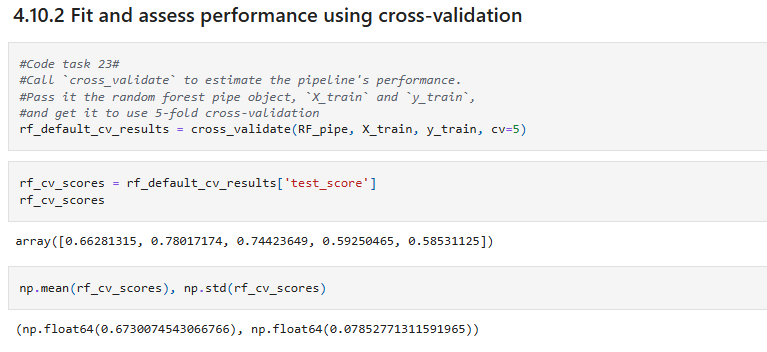 4.10.2 Fit and assess performance using cross-validation
#Code task 23#
#Call `cross_validate` to estimate the pipeline's performance.
#Pass it the random forest pipe object, `X_train` and `y_train`,
#and get it to use 5-fold cross-validation
rf_default_cv_results = cross_validate(RF_pipe, X_train, y_train, cv=5)
rf_cv_scores = rf_default_cv_results['test_score']
rf_cv_scores
array([0.66281315, 0.78017174, 0.74423649, 0.59250465, 0.58531125])
np.mean(rf_cv_scores), np.std(rf_cv_scores)
(np.float64(0.6730074543066766), np.float64(0.07852771311591965))